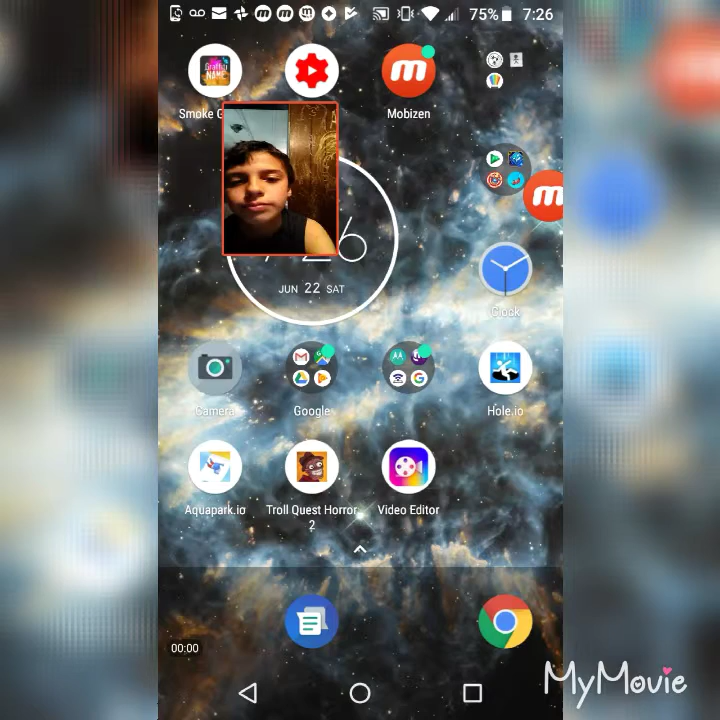 75% 7:26
Smoke G
Mobizen
6
JUN 22 SAT
Clock
Camera
Google
Hole.io
Aquapark.io
Troll Quest Horror
2
Video Editor
00:00
MyMovie